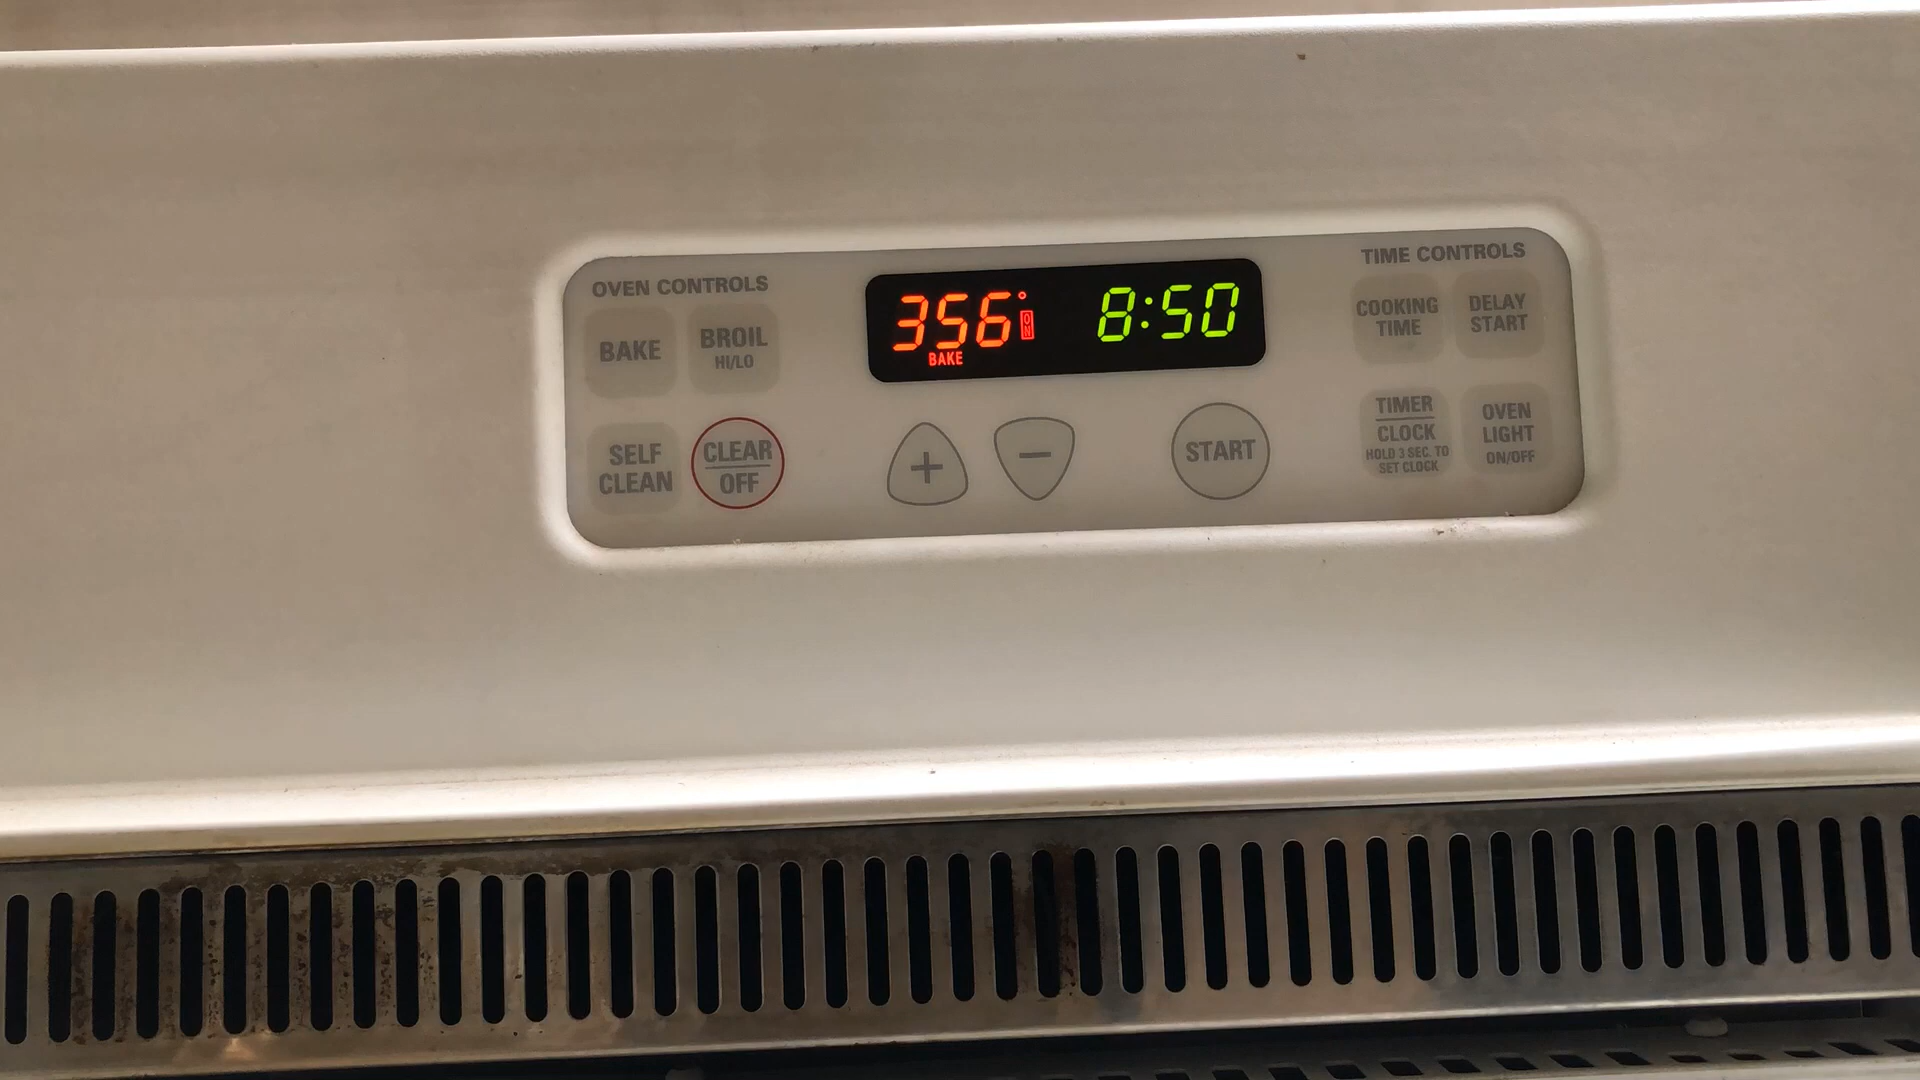 OVEN CONTROLS
BAKE
BROIL
HI/LO
SELF
CLEAN
CLEAR
OFF
356°
ON
BAKE
8:50
+
−
START
TIME CONTROLS
COOKING
TIME
DELAY
START
TIMER
CLOCK
HOLD 3 SEC. TO
SET CLOCK
OVEN
LIGHT
ON/OFF